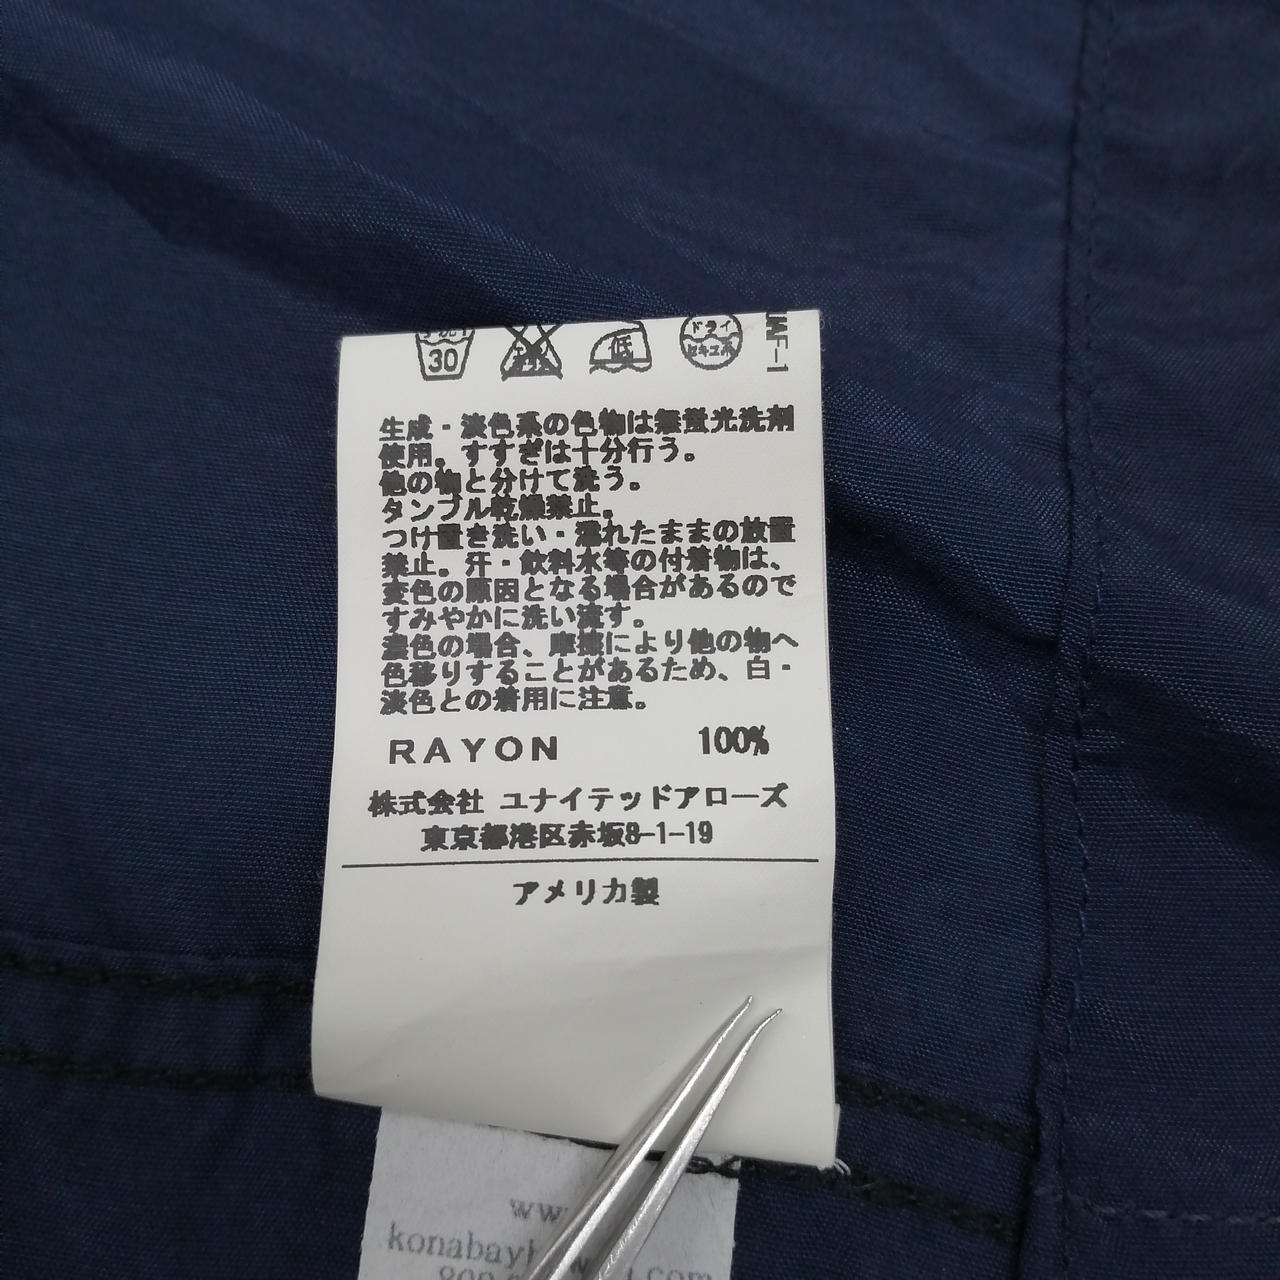 30
低
ドライ
セキユ系
生成・淡色系の色物は無蛍光洗剤
使用。すすぎは十分行う。
他の物と分けて洗う。
タンブル乾燥禁止。
つけ置き洗い・濡れたままの放置
禁止。汗・飲料水等の付着物は、
変色の原因となる場合があるので
すみやかに洗い流す。
濃色の場合、摩擦により他の物へ
色移りすることがあるため、白・
淡色との着用に注意。
RAYON 100%
株式会社 ユナイテッドアローズ
東京都港区赤坂8-1-19
アメリカ製